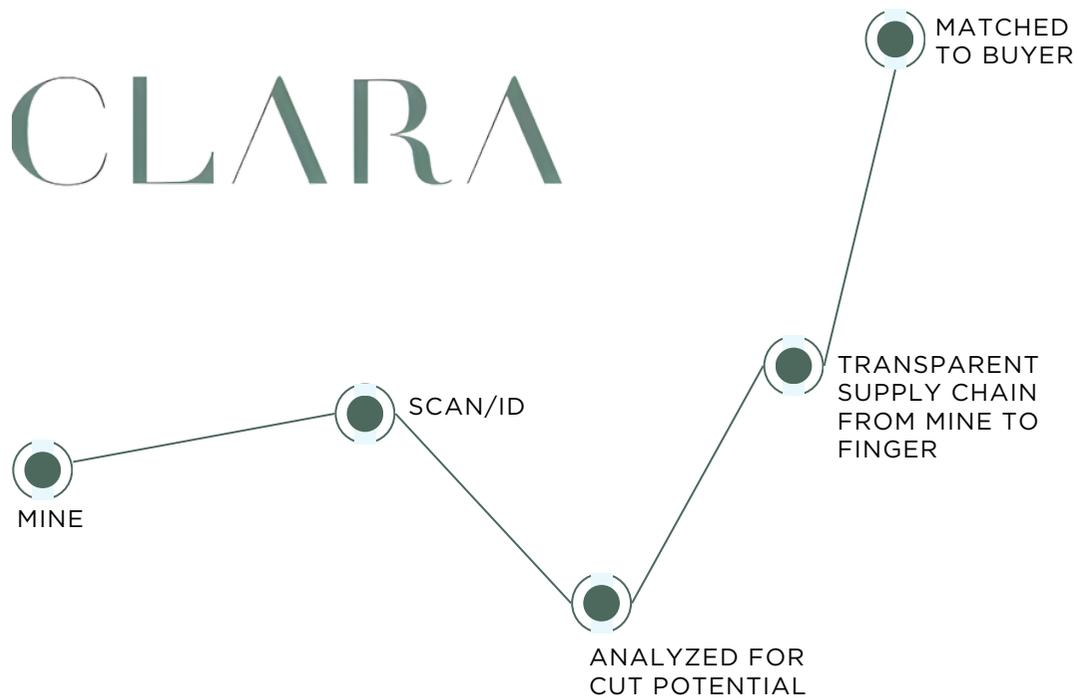 CLARA
MINE
SCAN/ID
ANALYZED FOR
CUT POTENTIAL
TRANSPARENT
SUPPLY CHAIN
FROM MINE TO
FINGER
MATCHED
TO BUYER